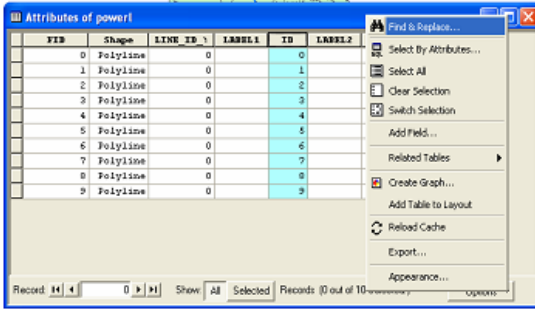 Attributes of powerl
FID Shape LINE_ID_ LABEL1 ID LABEL2
0 Polyline 0 0
1 Polyline 0 1
2 Polyline 0 2
3 Polyline 0 3
4 Polyline 0 4
5 Polyline 0 5
6 Polyline 0 6
7 Polyline 0 7
8 Polyline 0 8
9 Polyline 0 9
Find & Replace...
Select By Attributes...
Select All
Clear Selection
Switch Selection
Add Field...
Related Tables
Create Graph...
Add Table to Layout
Reload Cache
Export...
Appearance...
Record: 0 Show: All Selected Records (0 out of 10 Options